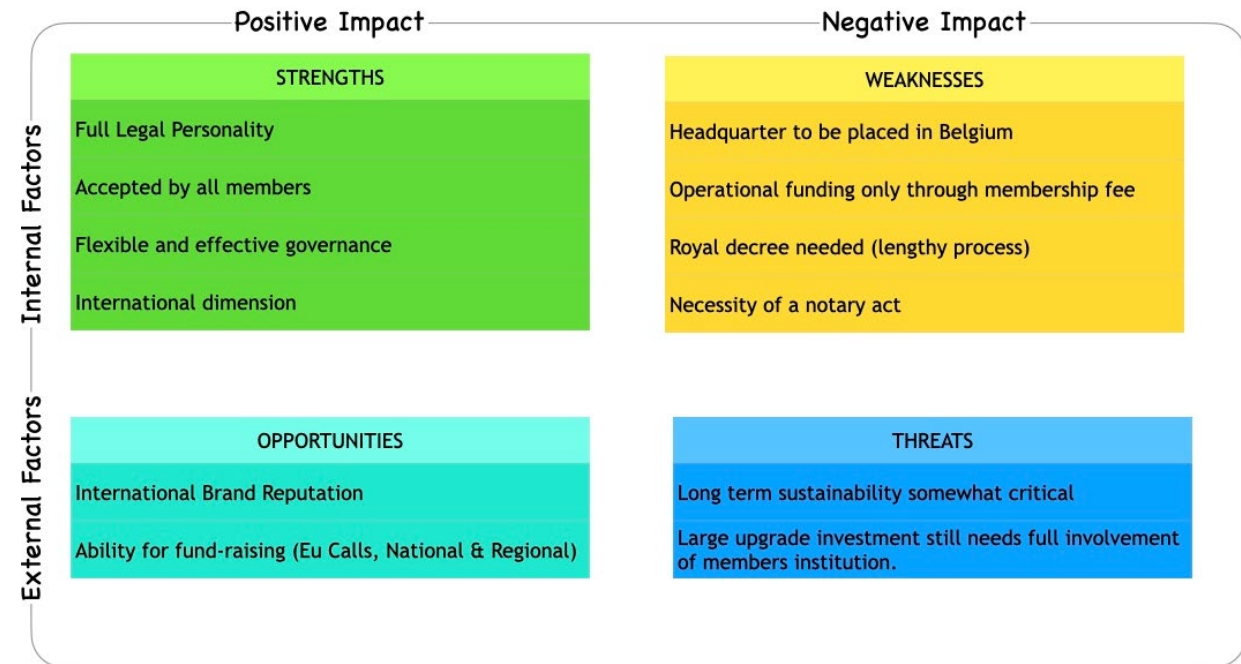 Positive Impact
Negative Impact
Internal Factors
STRENGTHS
Full Legal Personality
Accepted by all members
Flexible and effective governance
International dimension
WEAKNESSES
Headquarter to be placed in Belgium
Operational funding only through membership fee
Royal decree needed (lengthy process)
Necessity of a notary act
External Factors
OPPORTUNITIES
International Brand Reputation
Ability for fund-raising (Eu Calls, National & Regional)
THREATS
Long term sustainability somewhat critical
Large upgrade investment still needs full involvement
of members institution.